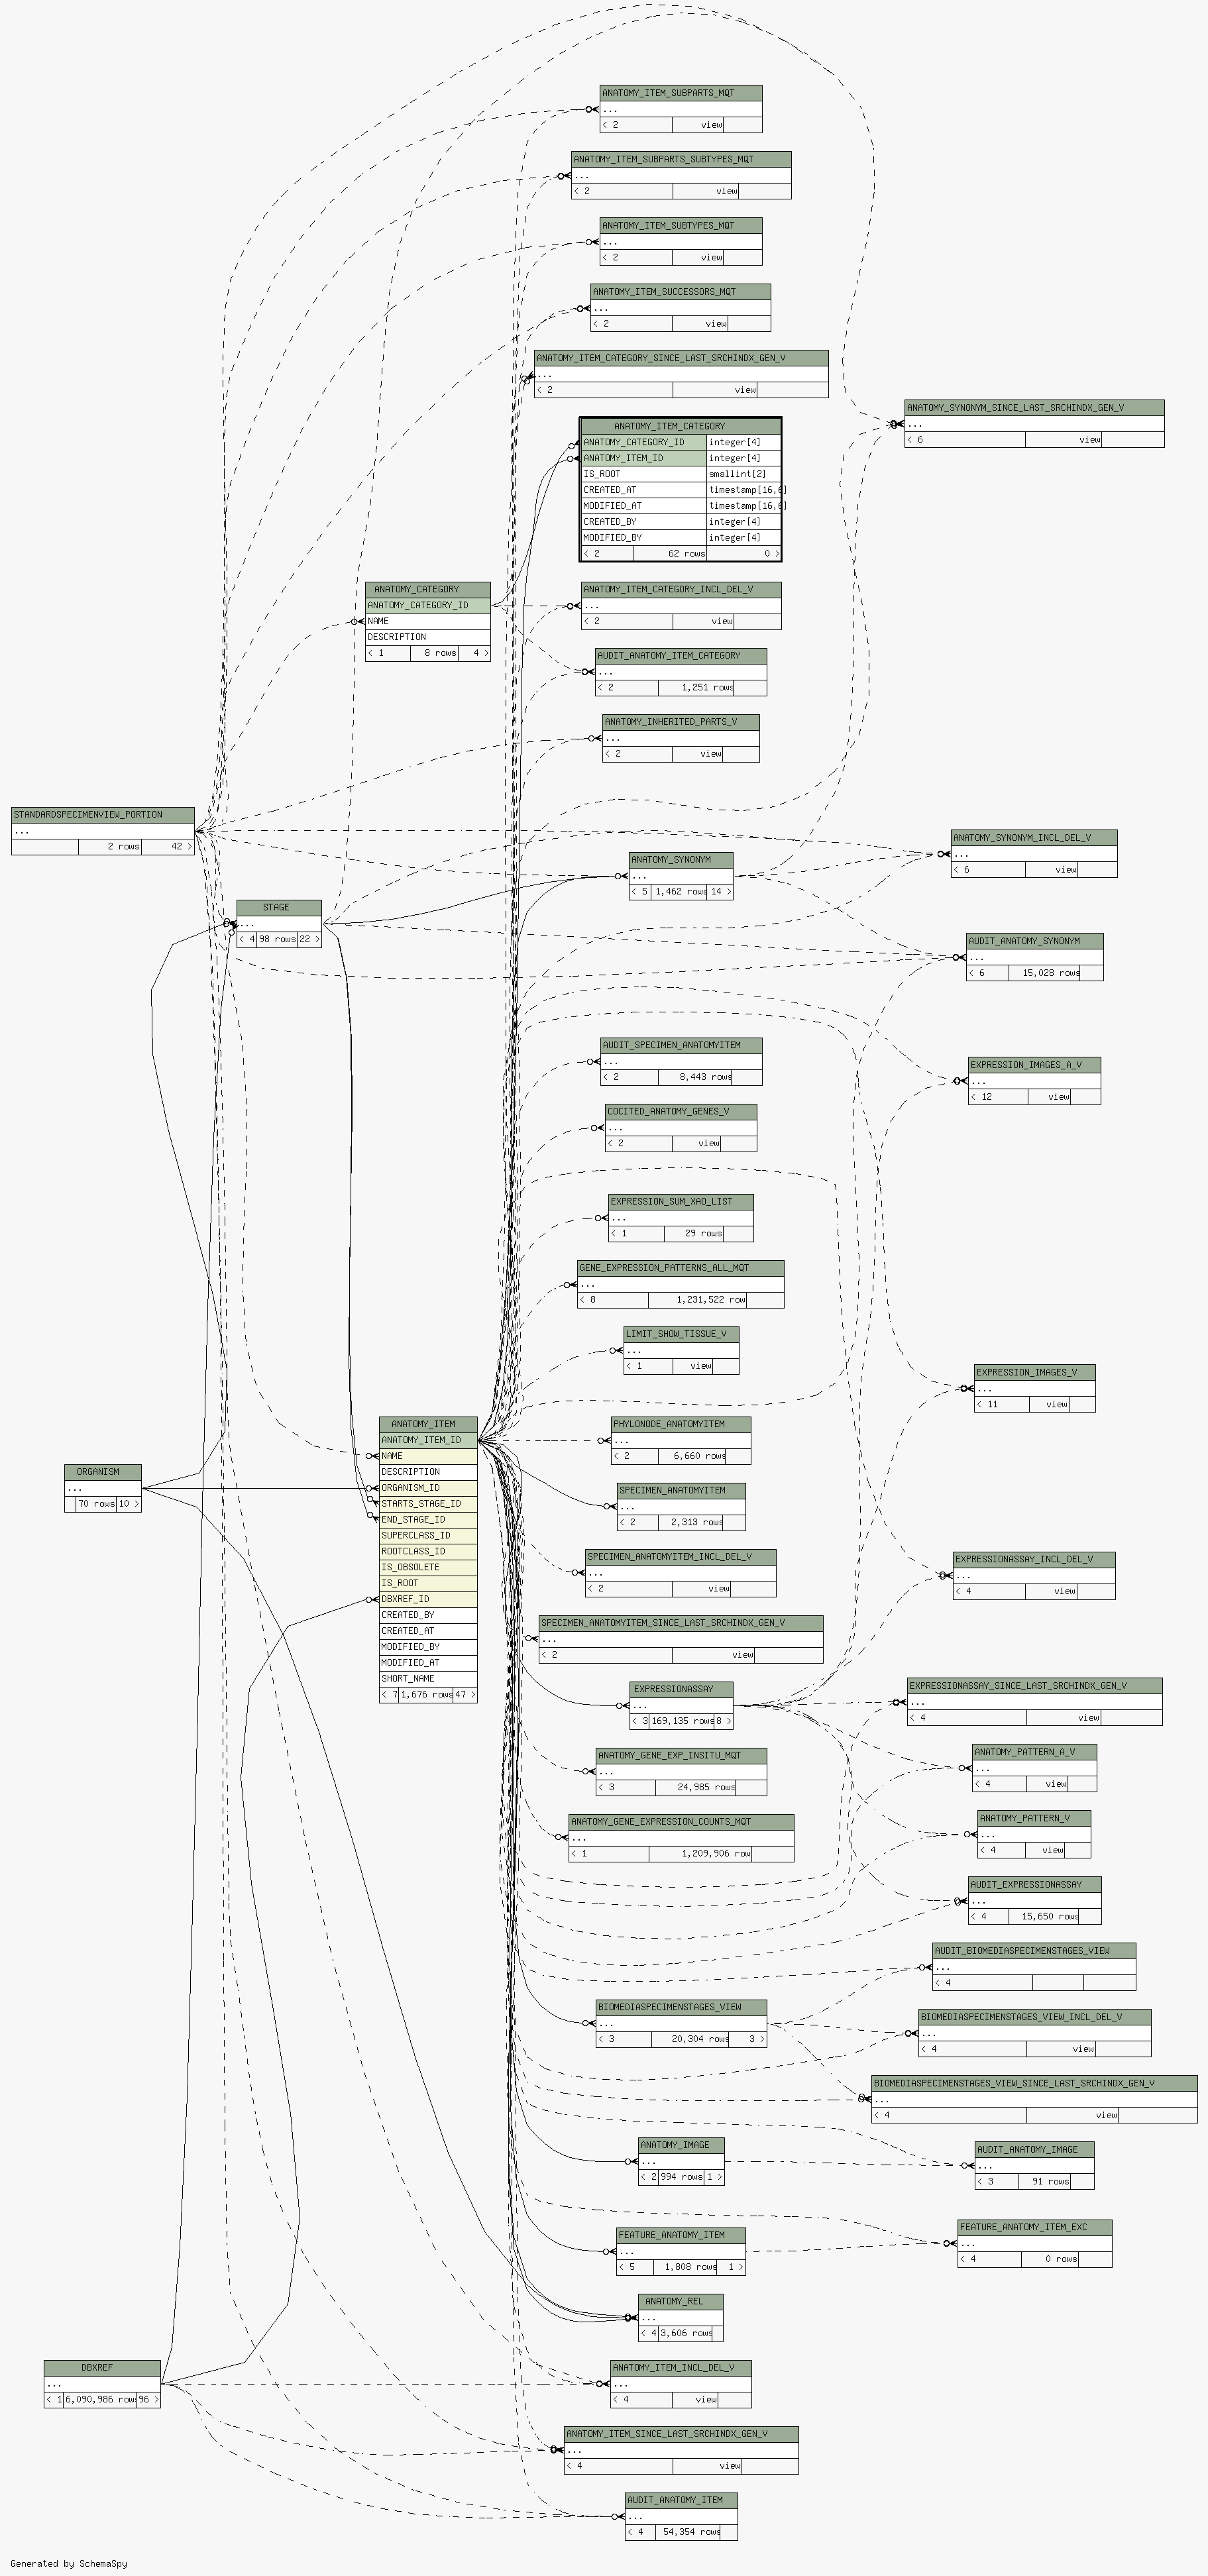 ANATOMY_ITEM_SUBPARTS_MQT
...
< 2 view
ANATOMY_ITEM_SUBPARTS_SUBTYPES_MQT
...
< 2 view
ANATOMY_ITEM_SUBTYPES_MQT
...
< 2 view
ANATOMY_ITEM_SUCCESSORS_MQT
...
< 2 view
ANATOMY_ITEM_CATEGORY_SINCE_LAST_SRCHINDX_GEN_V
...
< 2 view
ANATOMY_SYNONYM_SINCE_LAST_SRCHINDX_GEN_V
...
< 6 view
ANATOMY_ITEM_CATEGORY
ANATOMY_CATEGORY_ID integer[4]
ANATOMY_ITEM_ID integer[4]
IS_ROOT smallint[2]
CREATED_AT timestamp[16,6]
MODIFIED_AT timestamp[16,6]
CREATED_BY integer[4]
MODIFIED_BY integer[4]
< 2 62 rows 0 >
ANATOMY_CATEGORY
ANATOMY_CATEGORY_ID
NAME
DESCRIPTION
< 1 8 rows 4 >
ANATOMY_ITEM_CATEGORY_INCL_DEL_V
...
< 2 view
AUDIT_ANATOMY_ITEM_CATEGORY
...
< 2 1,251 rows
ANATOMY_INHERITED_PARTS_V
...
< 2 view
STANDARDSPECIMENVIEW_PORTION
...
2 rows 42 >
ANATOMY_SYNONYM_INCL_DEL_V
...
< 6 view
ANATOMY_SYNONYM
...
< 5 1,462 rows 14 >
STAGE
...
< 4 98 rows 22 >
AUDIT_ANATOMY_SYNONYM
...
< 6 15,028 rows
AUDIT_SPECIMEN_ANATOMYITEM
...
< 2 8,443 rows
EXPRESSION_IMAGES_A_V
...
< 12 view
COCITED_ANATOMY_GENES_V
...
< 2 view
EXPRESSION_SUM_XAO_LIST
...
< 1 29 rows
GENE_EXPRESSION_PATTERNS_ALL_MQT
...
< 8 1,231,522 row
LIMIT_SHOW_TISSUE_V
...
< 1 view
EXPRESSION_IMAGES_V
...
< 11 view
ANATOMY_ITEM
ANATOMY_ITEM_ID
NAME
DESCRIPTION
ORGANISM_ID
STARTS_STAGE_ID
END_STAGE_ID
SUPERCLASS_ID
ROOTCLASS_ID
IS_OBSOLETE
IS_ROOT
DBXREF_ID
CREATED_BY
CREATED_AT
MODIFIED_BY
MODIFIED_AT
SHORT_NAME
< 7 1,676 rows 47 >
PHYLONODE_ANATOMYITEM
...
< 2 6,660 rows
ORGANISM
...
70 rows 10 >
SPECIMEN_ANATOMYITEM
...
< 2 2,313 rows
SPECIMEN_ANATOMYITEM_INCL_DEL_V
...
< 2 view
EXPRESSIONASSAY_INCL_DEL_V
...
< 4 view
SPECIMEN_ANATOMYITEM_SINCE_LAST_SRCHINDX_GEN_V
...
< 2 view
EXPRESSIONASSAY
...
< 3 169,135 rows 8 >
EXPRESSIONASSAY_SINCE_LAST_SRCHINDX_GEN_V
...
< 4 view
ANATOMY_GENE_EXP_INSITU_MQT
...
< 3 24,985 rows
ANATOMY_PATTERN_A_V
...
< 4 view
ANATOMY_GENE_EXPRESSION_COUNTS_MQT
...
< 1 1,209,906 row
ANATOMY_PATTERN_V
...
< 4 view
AUDIT_EXPRESSIONASSAY
...
< 4 15,650 rows
AUDIT_BIOMEDIASPECIMENSTAGES_VIEW
...
< 4
BIOMEDIASPECIMENSTAGES_VIEW
...
< 3 20,304 rows 3 >
BIOMEDIASPECIMENSTAGES_VIEW_INCL_DEL_V
...
< 4 view
BIOMEDIASPECIMENSTAGES_VIEW_SINCE_LAST_SRCHINDX_GEN_V
...
< 4 view
ANATOMY_IMAGE
...
< 2 994 rows 1 >
AUDIT_ANATOMY_IMAGE
...
< 3 91 rows
FEATURE_ANATOMY_ITEM
...
< 5 1,808 rows 1 >
FEATURE_ANATOMY_ITEM_EXC
...
< 4 0 rows
ANATOMY_REL
...
< 4 3,606 rows
DBXREF
...
< 1 6,090,986 rows 96 >
ANATOMY_ITEM_INCL_DEL_V
...
< 4 view
ANATOMY_ITEM_SINCE_LAST_SRCHINDX_GEN_V
...
< 4 view
AUDIT_ANATOMY_ITEM
...
< 4 54,354 rows
Generated by SchemaSpy